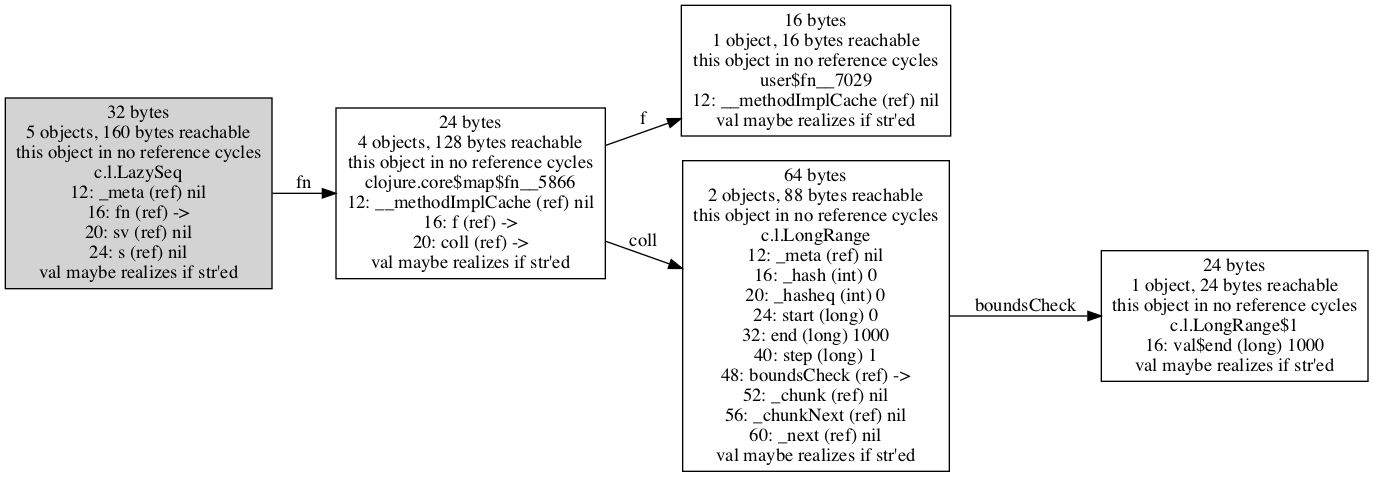 32 bytes
5 objects, 160 bytes reachable
this object in no reference cycles
c.l.LazySeq
12: _meta (ref) nil
16: fn (ref) ->
20: sv (ref) nil
24: s (ref) nil
val maybe realizes if str'ed
fn
24 bytes
4 objects, 128 bytes reachable
this object in no reference cycles
clojure.core$map$fn__5866
12: __methodImplCache (ref) nil
16: f (ref) ->
20: coll (ref) ->
val maybe realizes if str'ed
f
16 bytes
1 object, 16 bytes reachable
this object in no reference cycles
user$fn__7029
12: __methodImplCache (ref) nil
val maybe realizes if str'ed
coll
64 bytes
2 objects, 88 bytes reachable
this object in no reference cycles
c.l.LongRange
12: _meta (ref) nil
16: _hash (int) 0
20: _hasheq (int) 0
24: start (long) 0
32: end (long) 1000
40: step (long) 1
48: boundsCheck (ref) ->
52: _chunk (ref) nil
56: _chunkNext (ref) nil
60: _next (ref) nil
val maybe realizes if str'ed
boundsCheck
24 bytes
1 object, 24 bytes reachable
this object in no reference cycles
c.l.LongRange$1
16: val$end (long) 1000
val maybe realizes if str'ed